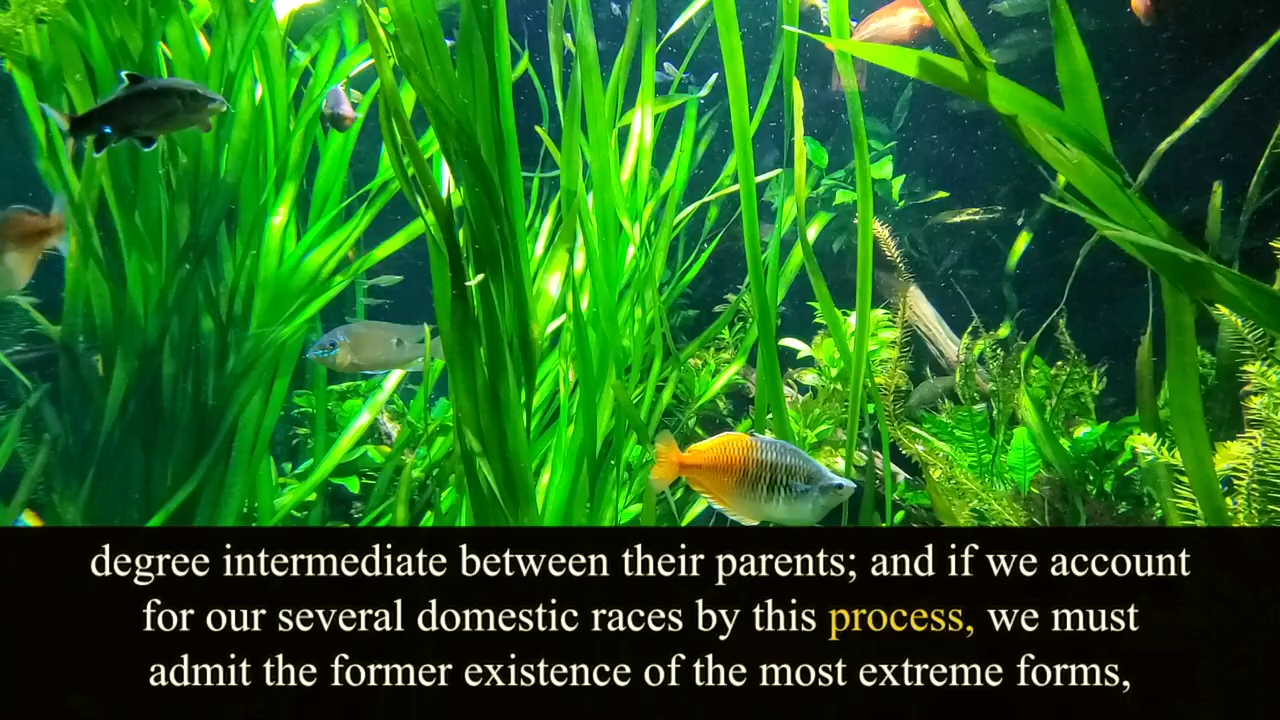 degree intermediate between their parents; and if we account
for our several domestic races by this process, we must
admit the former existence of the most extreme forms,